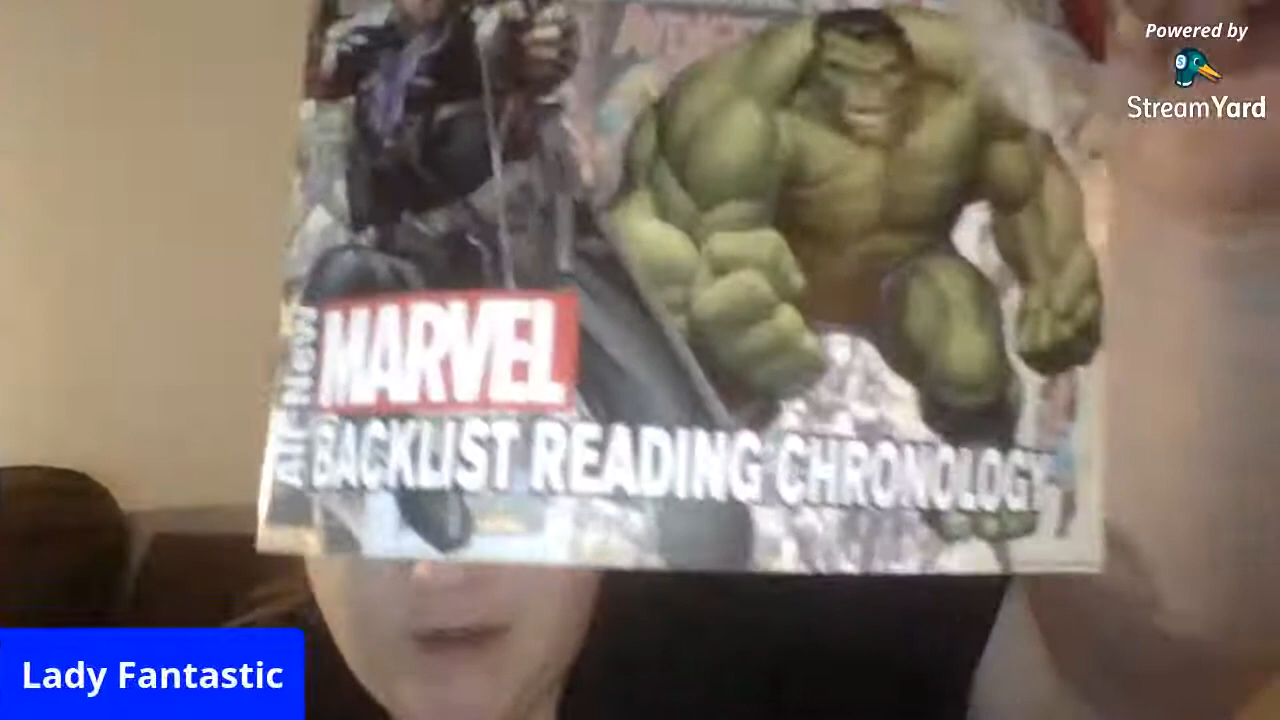 Powered by
StreamYard
All-New!
MARVEL
BACKLIST READING CHRONOLOGY
Lady Fantastic